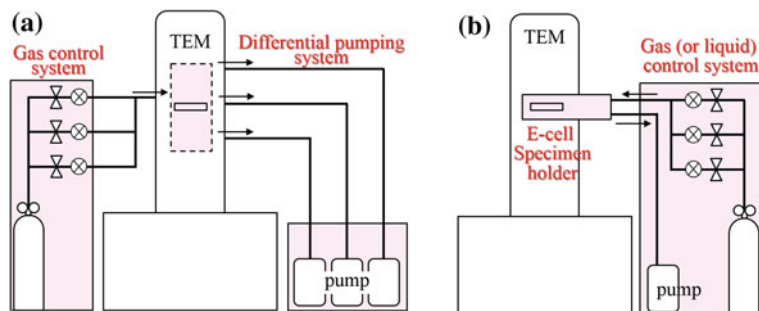 (a)
Gas control
system
TEM
Differential pumping
system
pump
(b)
TEM
Gas (or liquid)
control system
E-cell
Specimen
holder
pump